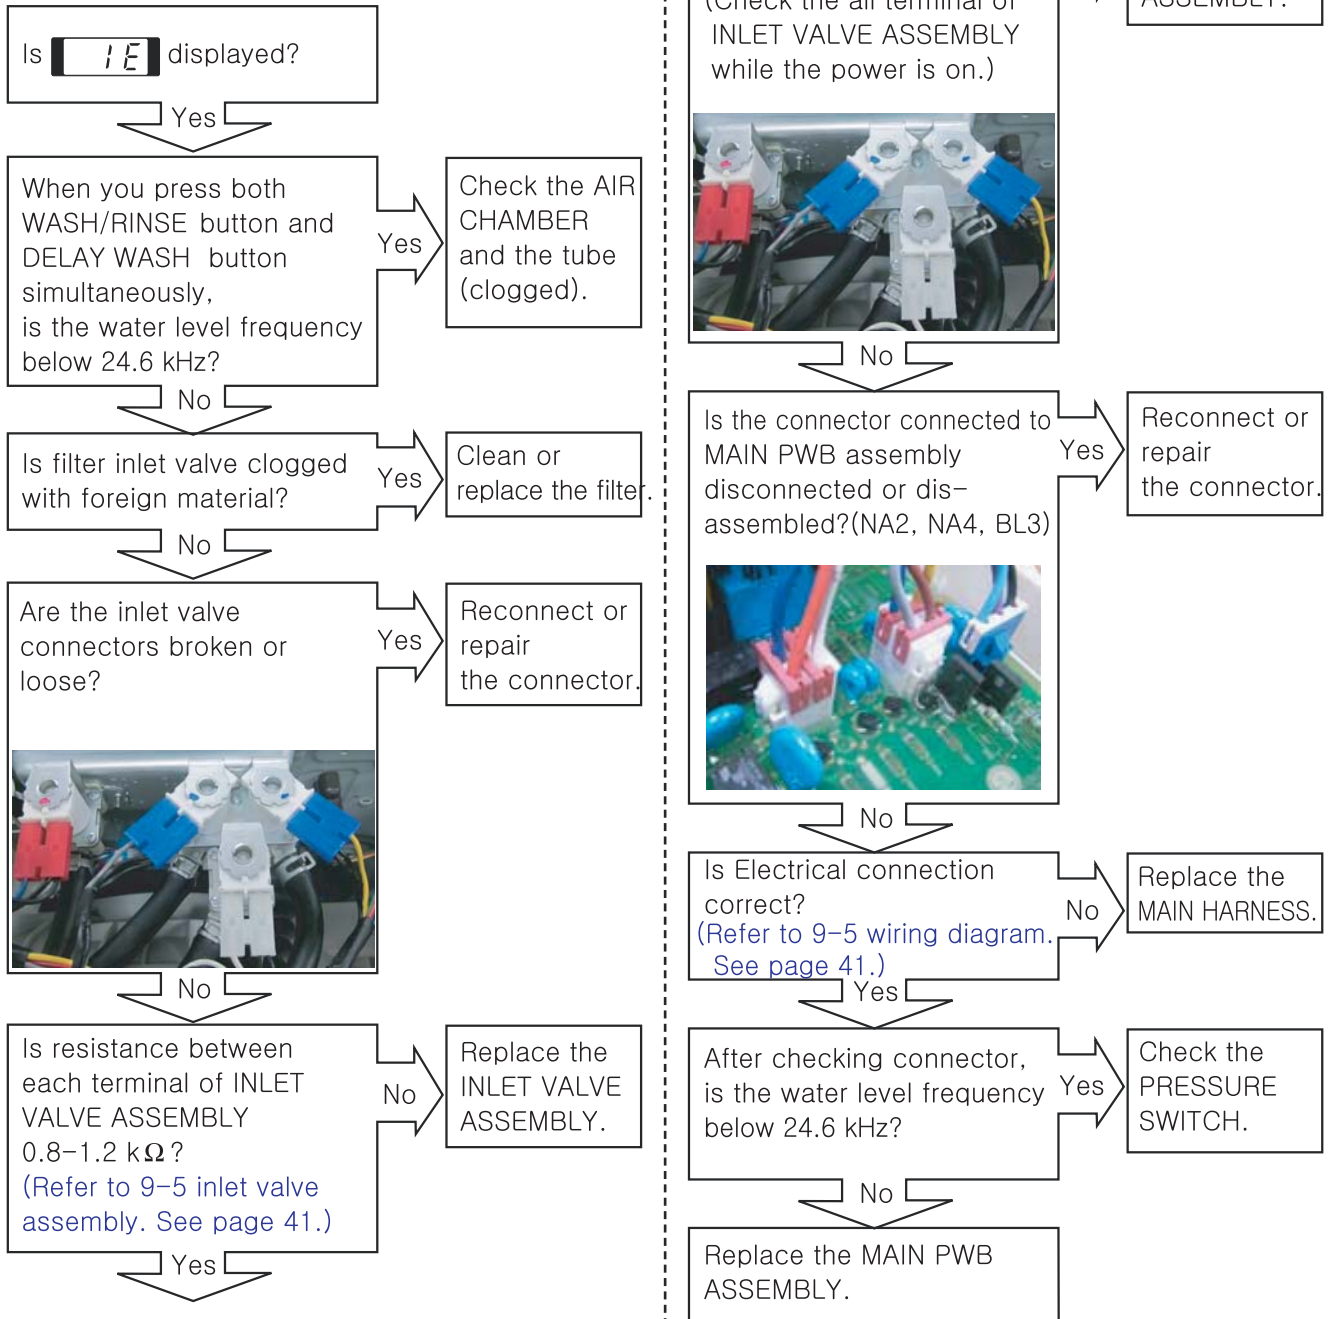 Is 1E displayed?
Yes
When you press both
WASH/RINSE button and
DELAY WASH button
simultaneously,
is the water level frequency
below 24.6 kHz?
Yes
Check the AIR
CHAMBER
and the tube
(clogged).
No
Is filter inlet valve clogged
with foreign material?
Yes
Clean or
replace the filter.
No
Are the inlet valve
connectors broken or
loose?
Yes
Reconnect or
repair
the connector.
No
Is resistance between
each terminal of INLET
VALVE ASSEMBLY
0.8-1.2 kΩ?
(Refer to 9-5 inlet valve
assembly. See page 41.)
No
Replace the
INLET VALVE
ASSEMBLY.
Yes
(Check the all terminal of
INLET VALVE ASSEMBLY
while the power is on.)
ASSEMBLY.
No
Is the connector connected to
MAIN PWB assembly
disconnected or dis-
assembled?(NA2, NA4, BL3)
Yes
Reconnect or
repair
the connector.
No
Is Electrical connection
correct?
(Refer to 9-5 wiring diagram.
See page 41.)
No
Replace the
MAIN HARNESS.
Yes
After checking connector,
is the water level frequency
below 24.6 kHz?
Yes
Check the
PRESSURE
SWITCH.
No
Replace the MAIN PWB
ASSEMBLY.